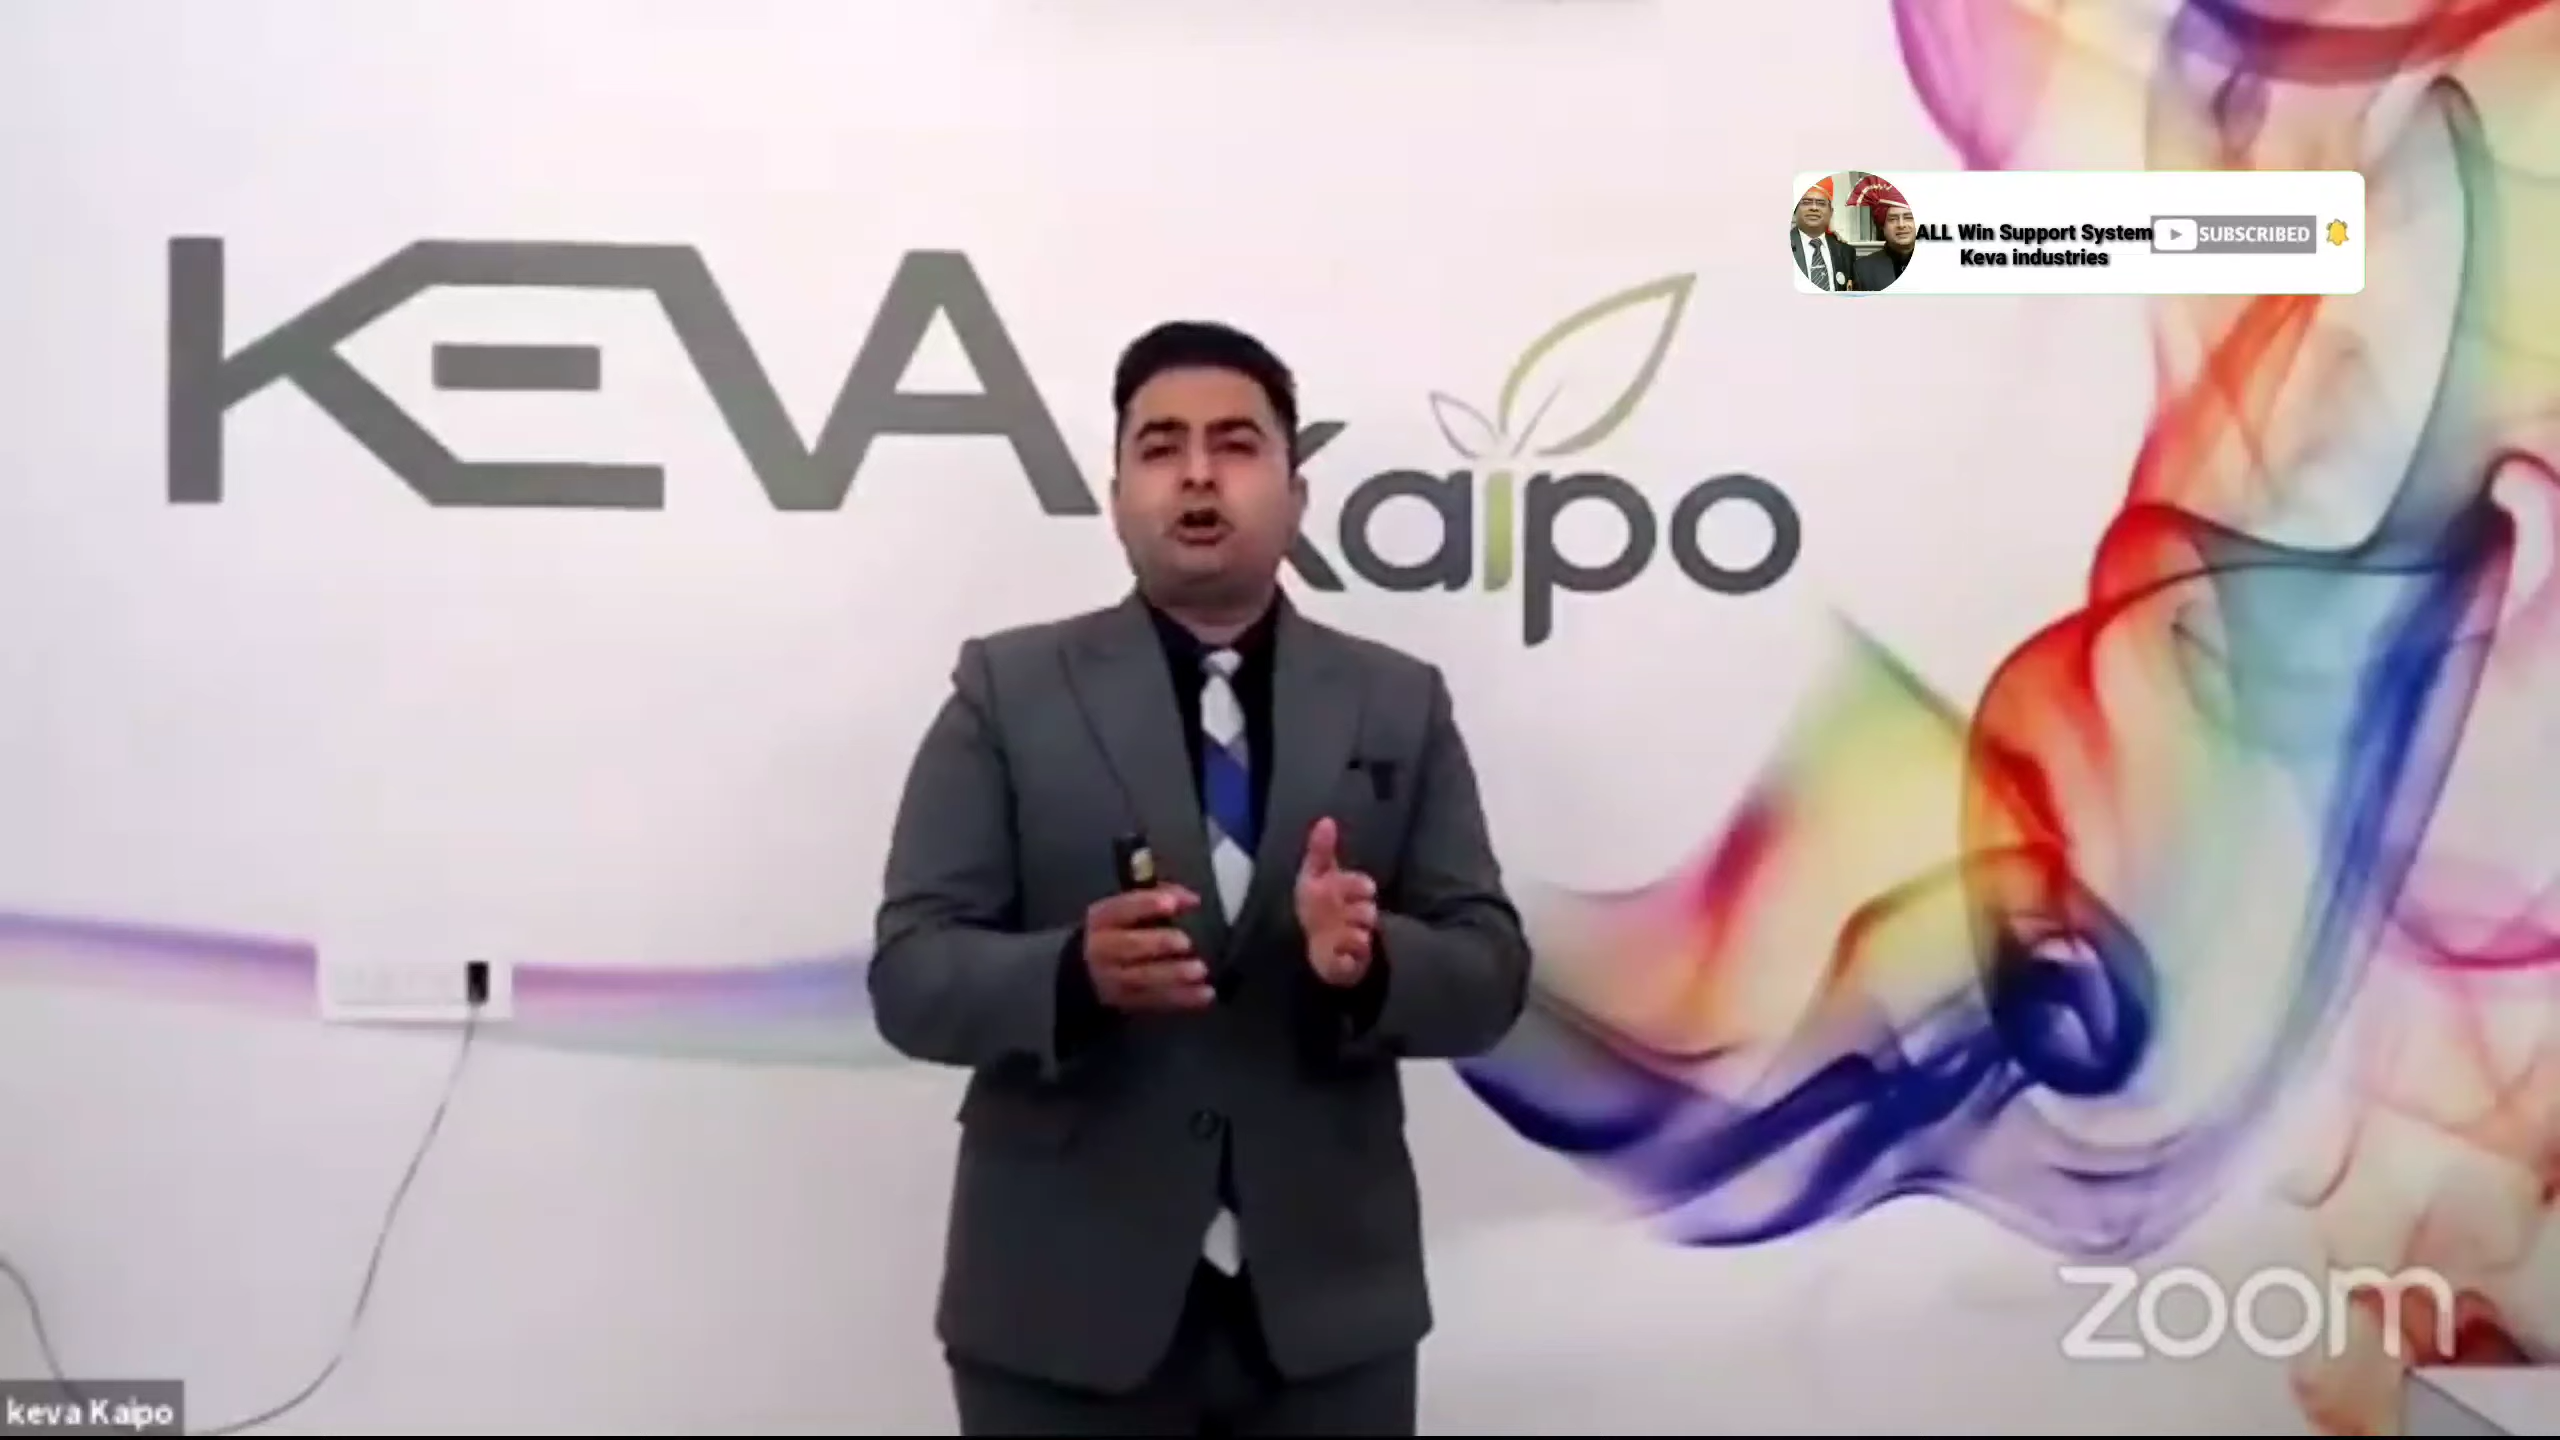 KEVA
Kaipo
ALL Win Support System
Keva industries
SUBSCRIBED
zoom
keva Kaipo